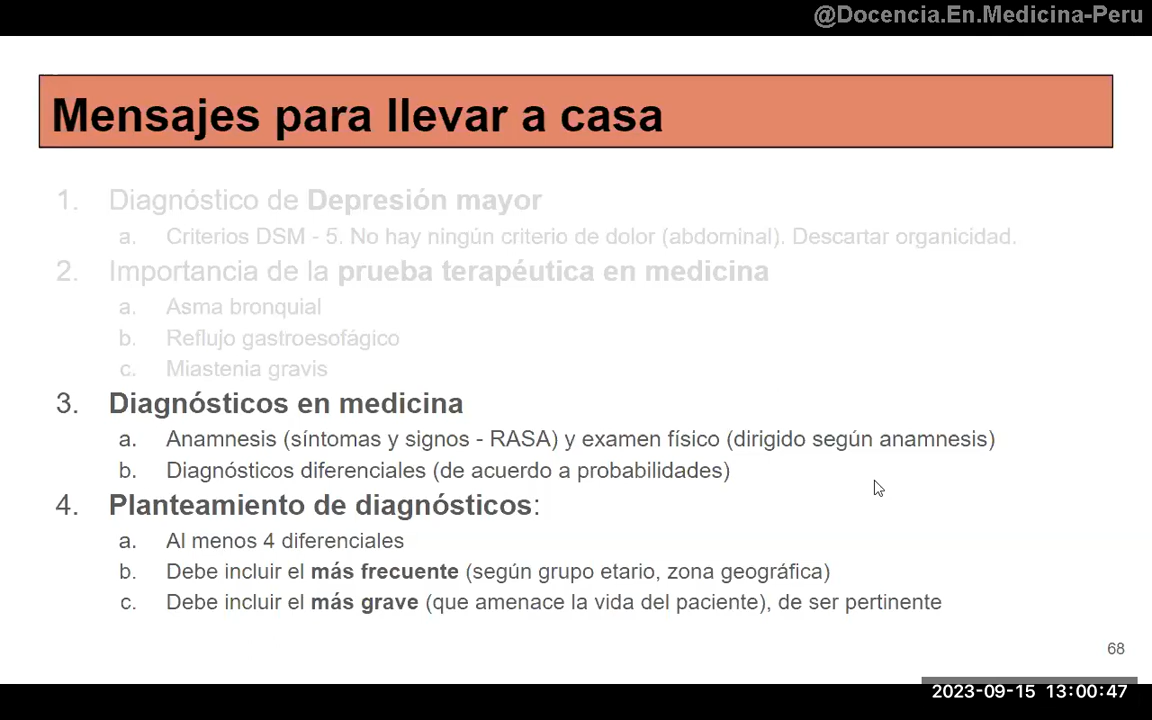 @Docencia.En.Medicina-Peru
Mensajes para llevar a casa
1. Diagnóstico de Depresión mayor
a. Criterios DSM - 5. No hay ningún criterio de dolor (abdominal). Descartar organicidad.
2. Importancia de la prueba terapéutica en medicina
a. Asma bronquial
b. Reflujo gastroesofágico
c. Miastenia gravis
3. Diagnósticos en medicina
a. Anamnesis (síntomas y signos - RASA) y examen físico (dirigido según anamnesis)
b. Diagnósticos diferenciales (de acuerdo a probabilidades)
4. Planteamiento de diagnósticos:
a. Al menos 4 diferenciales
b. Debe incluir el más frecuente (según grupo etario, zona geográfica)
c. Debe incluir el más grave (que amenace la vida del paciente), de ser pertinente
68
2023-09-15 13:00:47